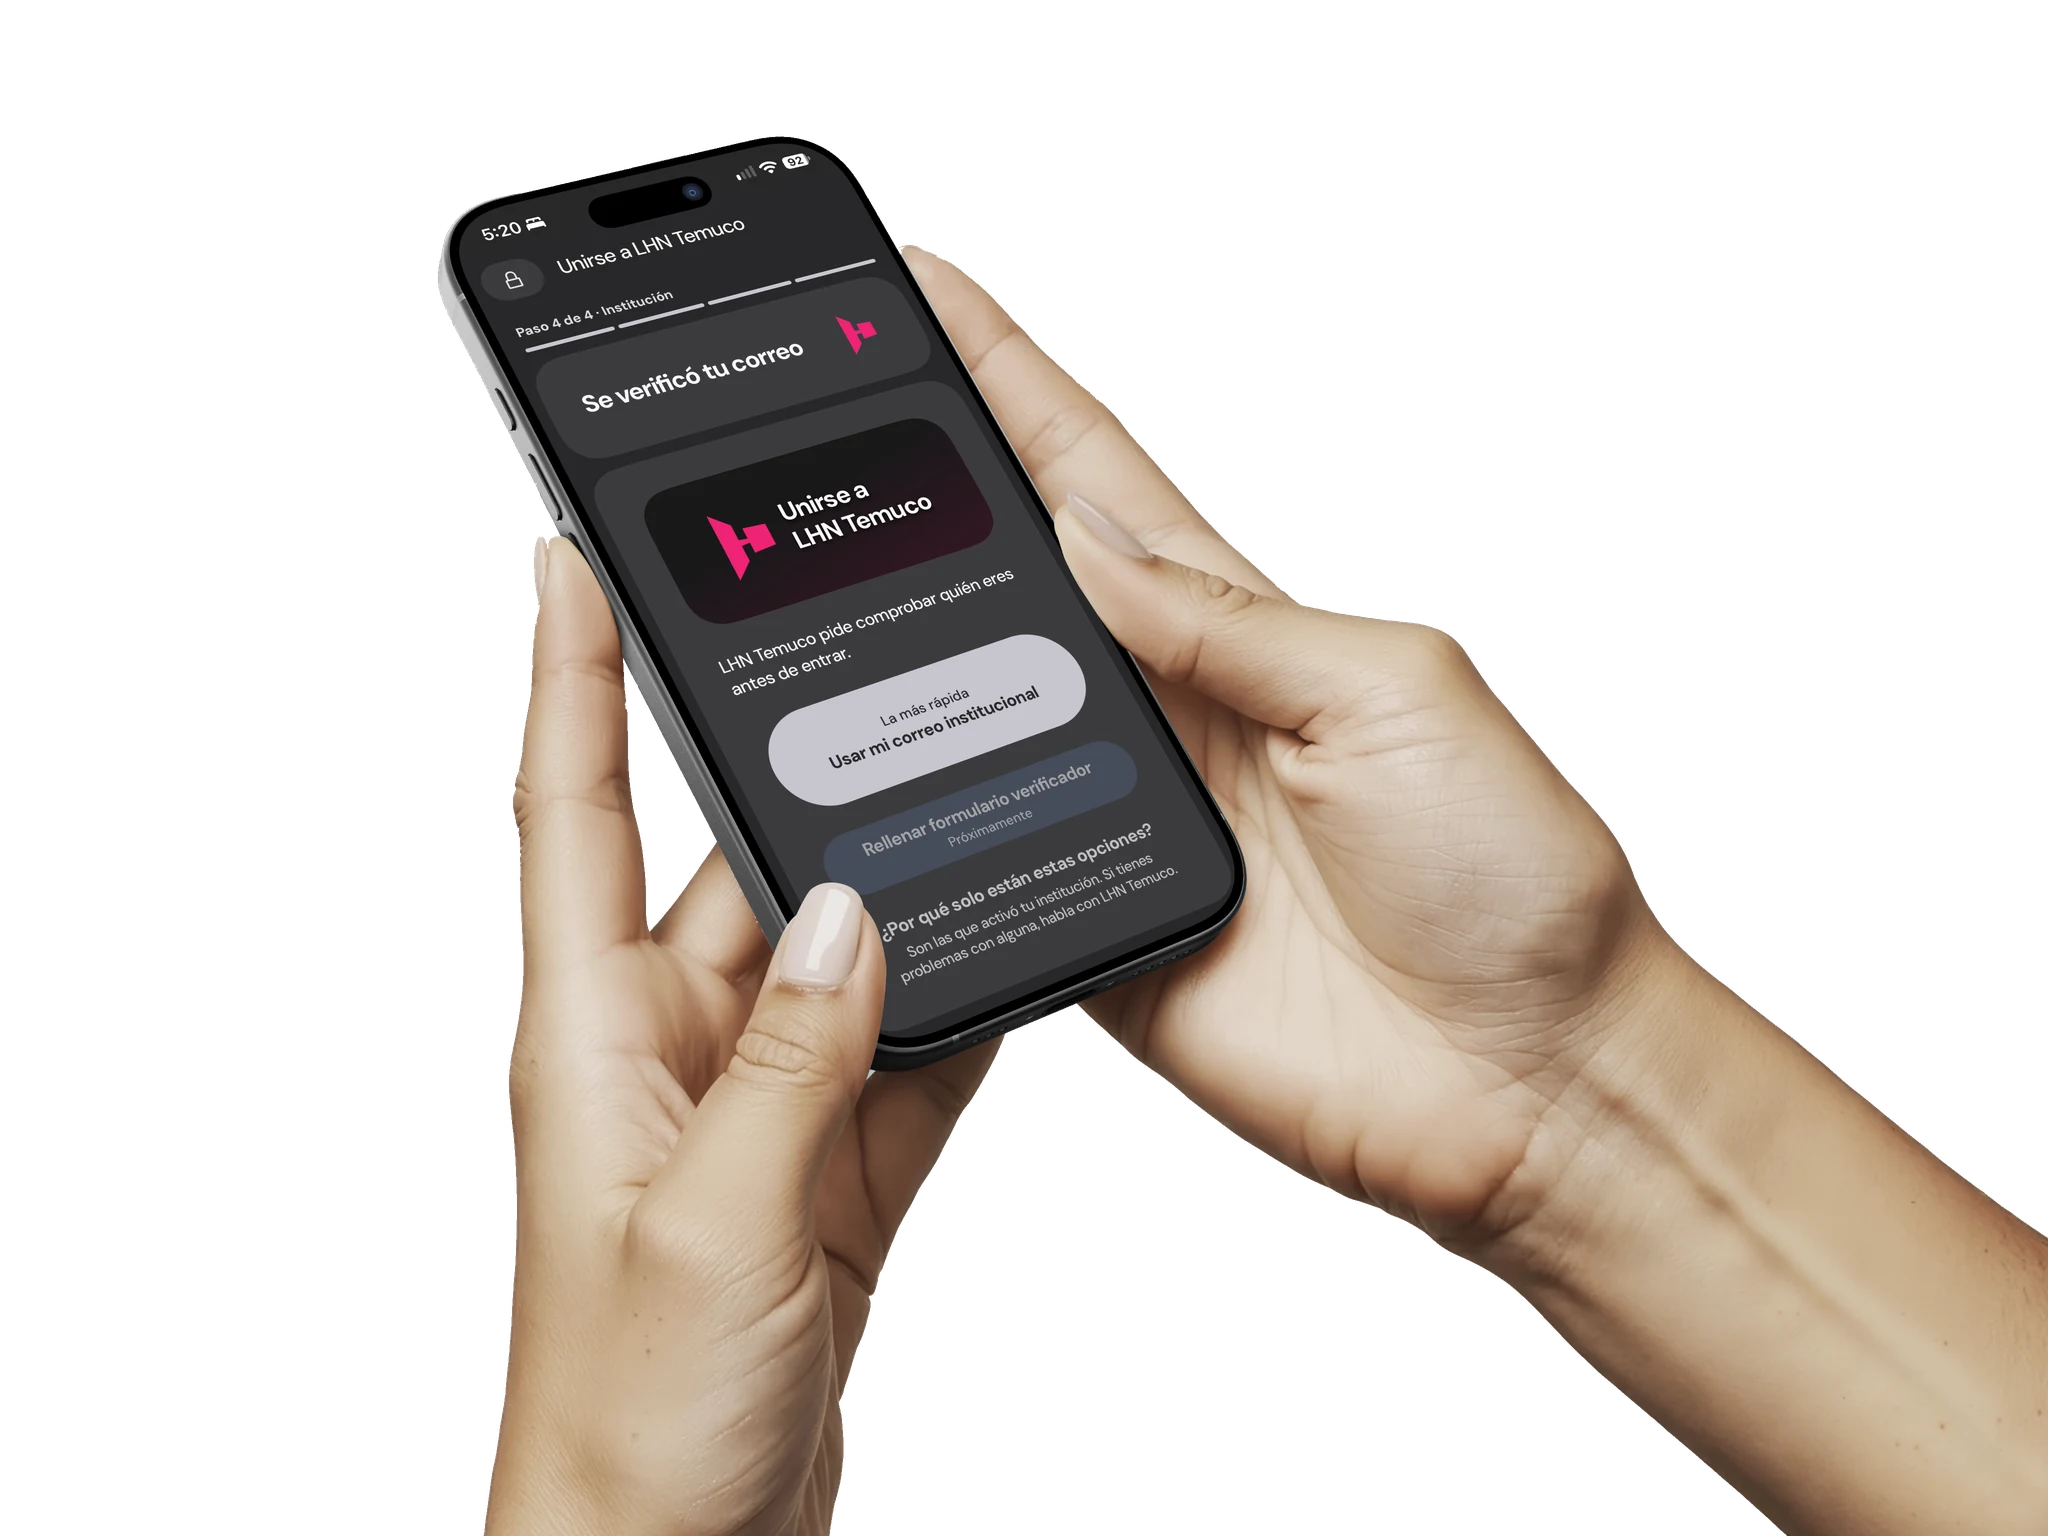 5:20
92
Unirse a LHN Temuco
Paso 4 de 4 · Institución
Se verificó tu correo
Unirse a
LHN Temuco
LHN Temuco pide comprobar quién eres
antes de entrar.
La más rápida
Usar mi correo institucional
Rellenar formulario verificador
Próximamente
¿Por qué solo están estas opciones?
Son las que activó tu institución. Si tienes
problemas con alguna, habla con LHN Temuco.